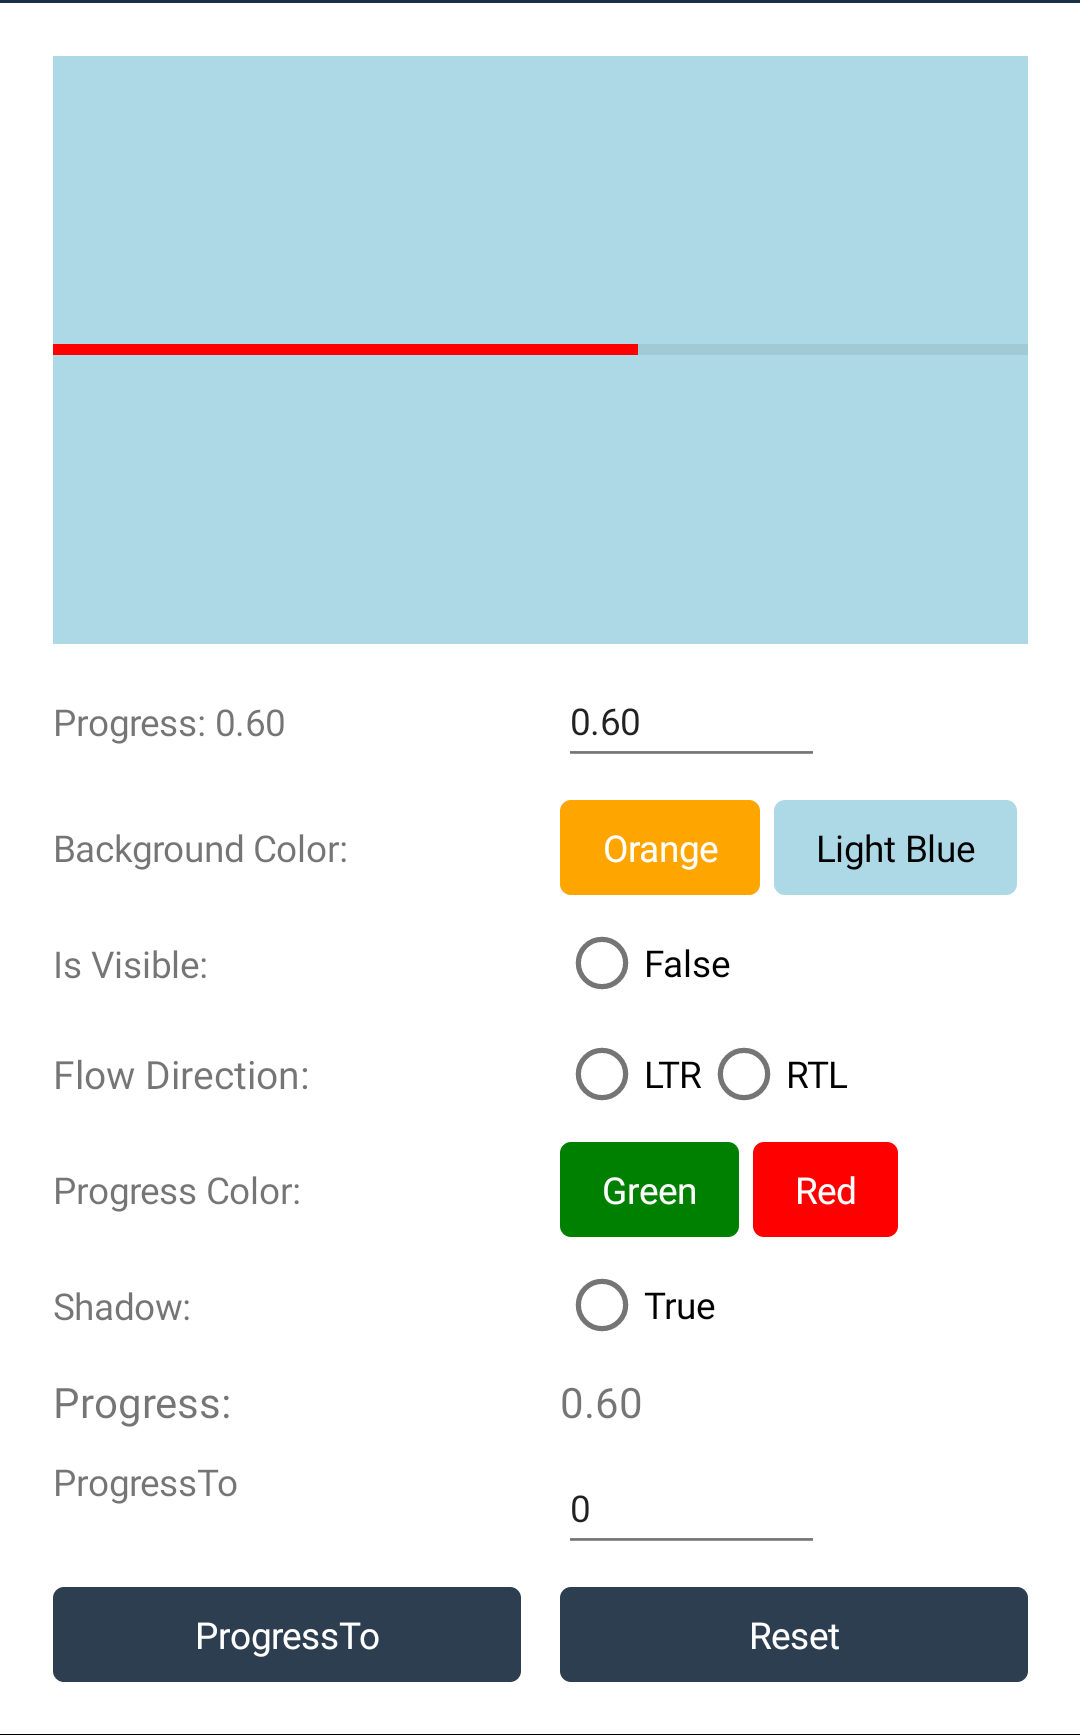 Progress: 0.60 0.60
Background Color: Orange Light Blue
Is Visible: False
Flow Direction: LTR RTL
Progress Color: Green Red
Shadow: True
Progress: 0.60
ProgressTo 0
ProgressTo Reset